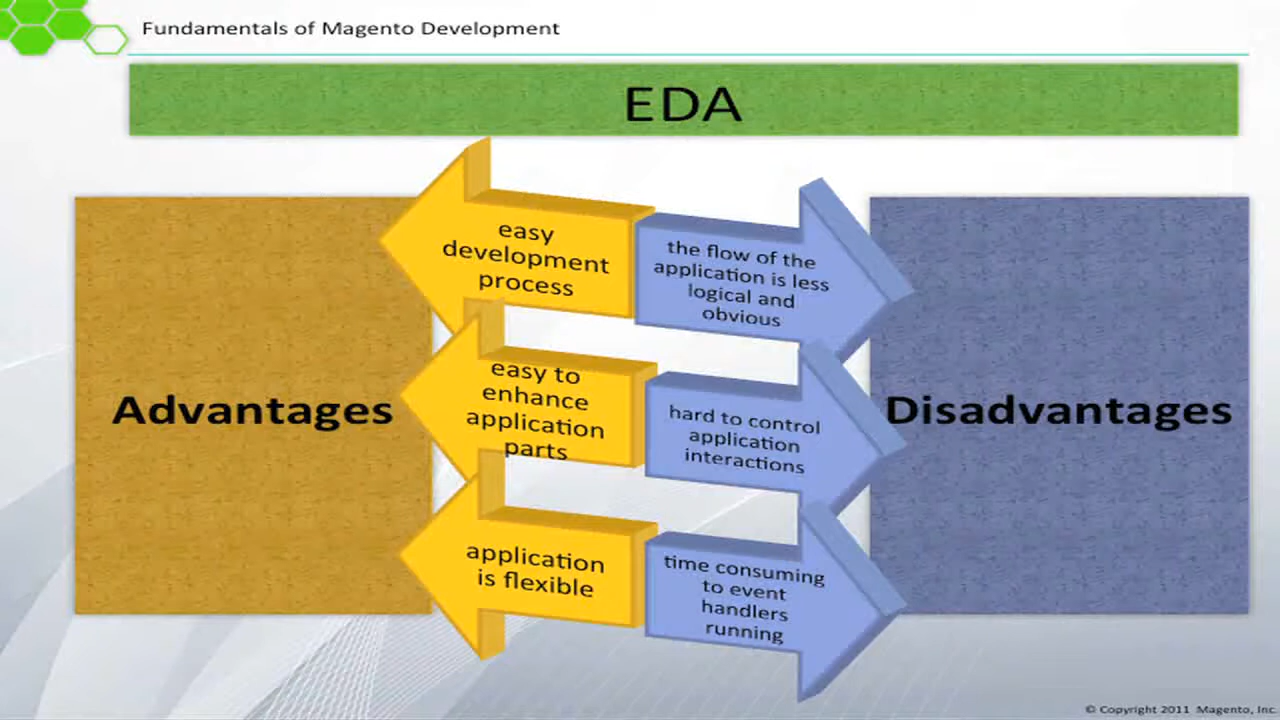 Fundamentals of Magento Development
EDA
Advantages
easy
development
process
easy to
enhance
application
parts
application
is flexible
the flow of the
application is less
logical and
obvious
hard to control
application
interactions
time consuming
to event
handlers
running
Disadvantages
© Copyright 2011 Magento, Inc.